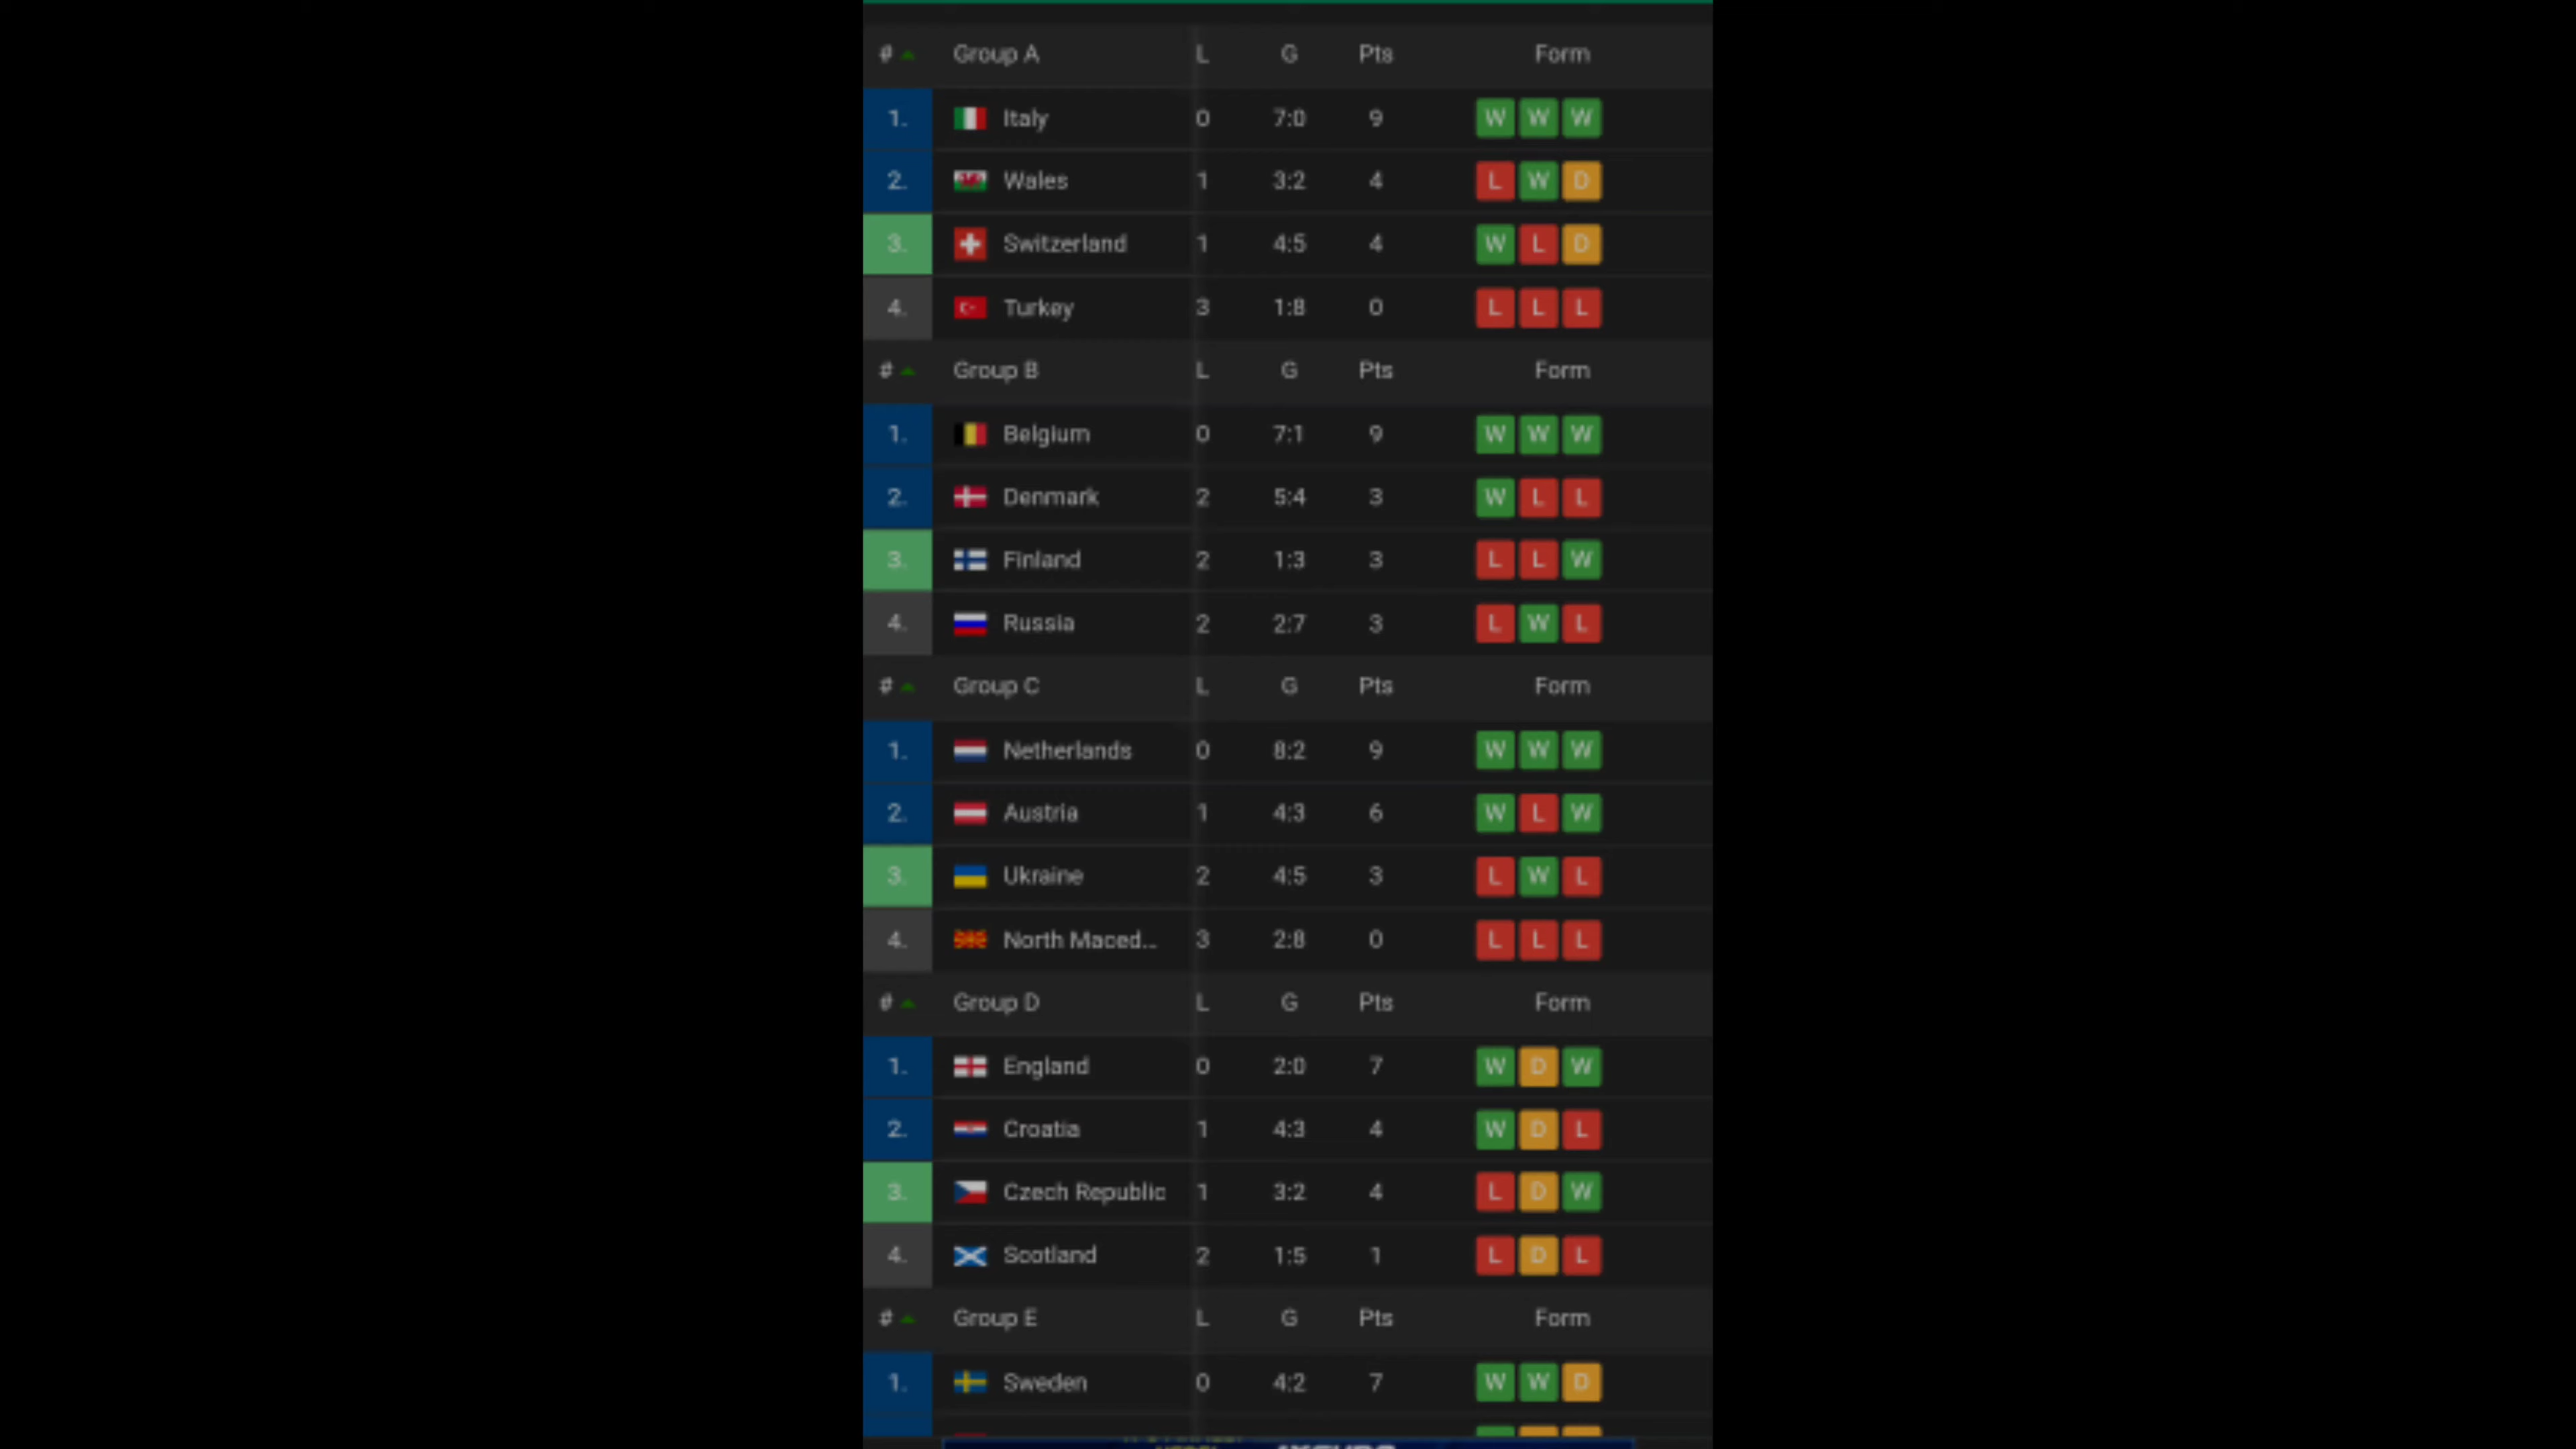 # Group A L G Pts Form
1. Italy 0 7:0 9 W W W
2. Wales 1 3:2 4 L W D
3. Switzerland 1 4:5 4 W L D
4. Turkey 3 1:8 0 L L L
# Group B L G Pts Form
1. Belgium 0 7:1 9 W W W
2. Denmark 2 5:4 3 W L L
3. Finland 2 1:3 3 L L W
4. Russia 2 2:7 3 L W L
# Group C L G Pts Form
1. Netherlands 0 8:2 9 W W W
2. Austria 1 4:3 6 W L W
3. Ukraine 2 4:5 3 L W L
4. North Maced... 3 2:8 0 L L L
# Group D L G Pts Form
1. England 0 2:0 7 W D W
2. Croatia 1 4:3 4 W D L
3. Czech Republic 1 3:2 4 L D W
4. Scotland 2 1:5 1 L D L
# Group E L G Pts Form
1. Sweden 0 4:2 7 W W D